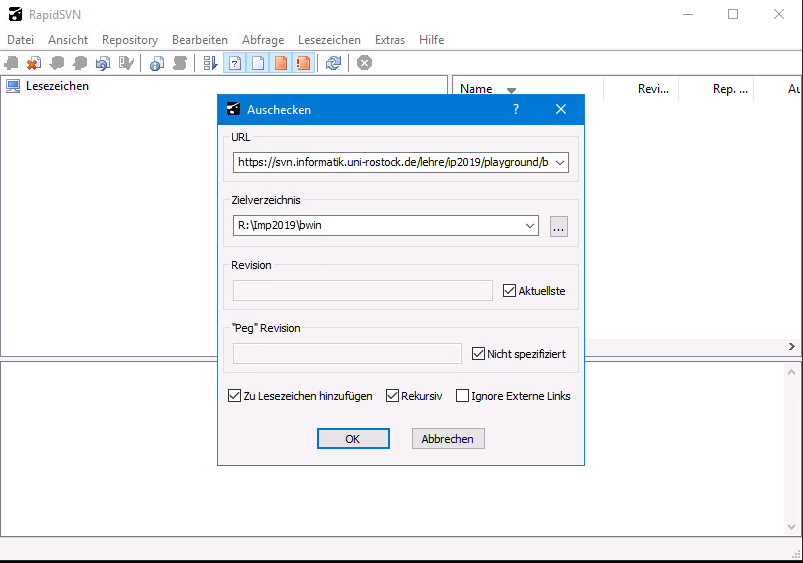 RapidSVN
Datei Ansicht Repository Bearbeiten Abfrage Lesezeichen Extras Hilfe
Lesezeichen
Name Revi... Rep. ... Au
Auschecken ?
URL
https://svn.informatik.uni-rostock.de/lehre/ip2019/playground/b
Zielverzeichnis
R:\Imp2019\bwin ...
Revision
Aktuellste
"Peg" Revision
Nicht spezifiziert
Zu Lesezeichen hinzufügen Rekursiv Ignore Externe Links
OK Abbrechen